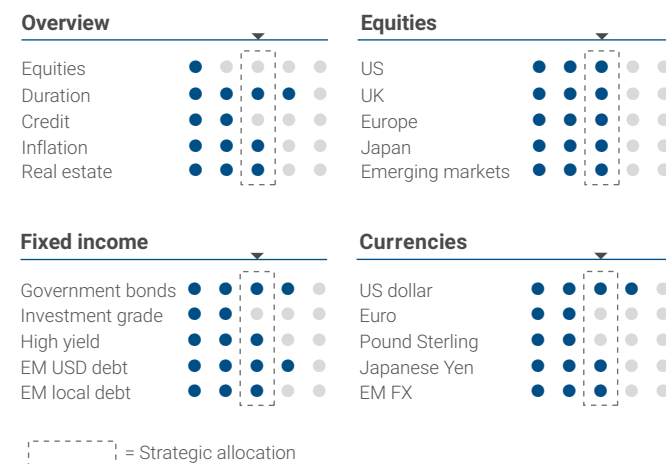 Overview
Equities
Duration
Credit
Inflation
Real estate
Equities
US
UK
Europe
Japan
Emerging markets
Fixed income
Government bonds
Investment grade
High yield
EM USD debt
EM local debt
Currencies
US dollar
Euro
Pound Sterling
Japanese Yen
EM FX
= Strategic allocation